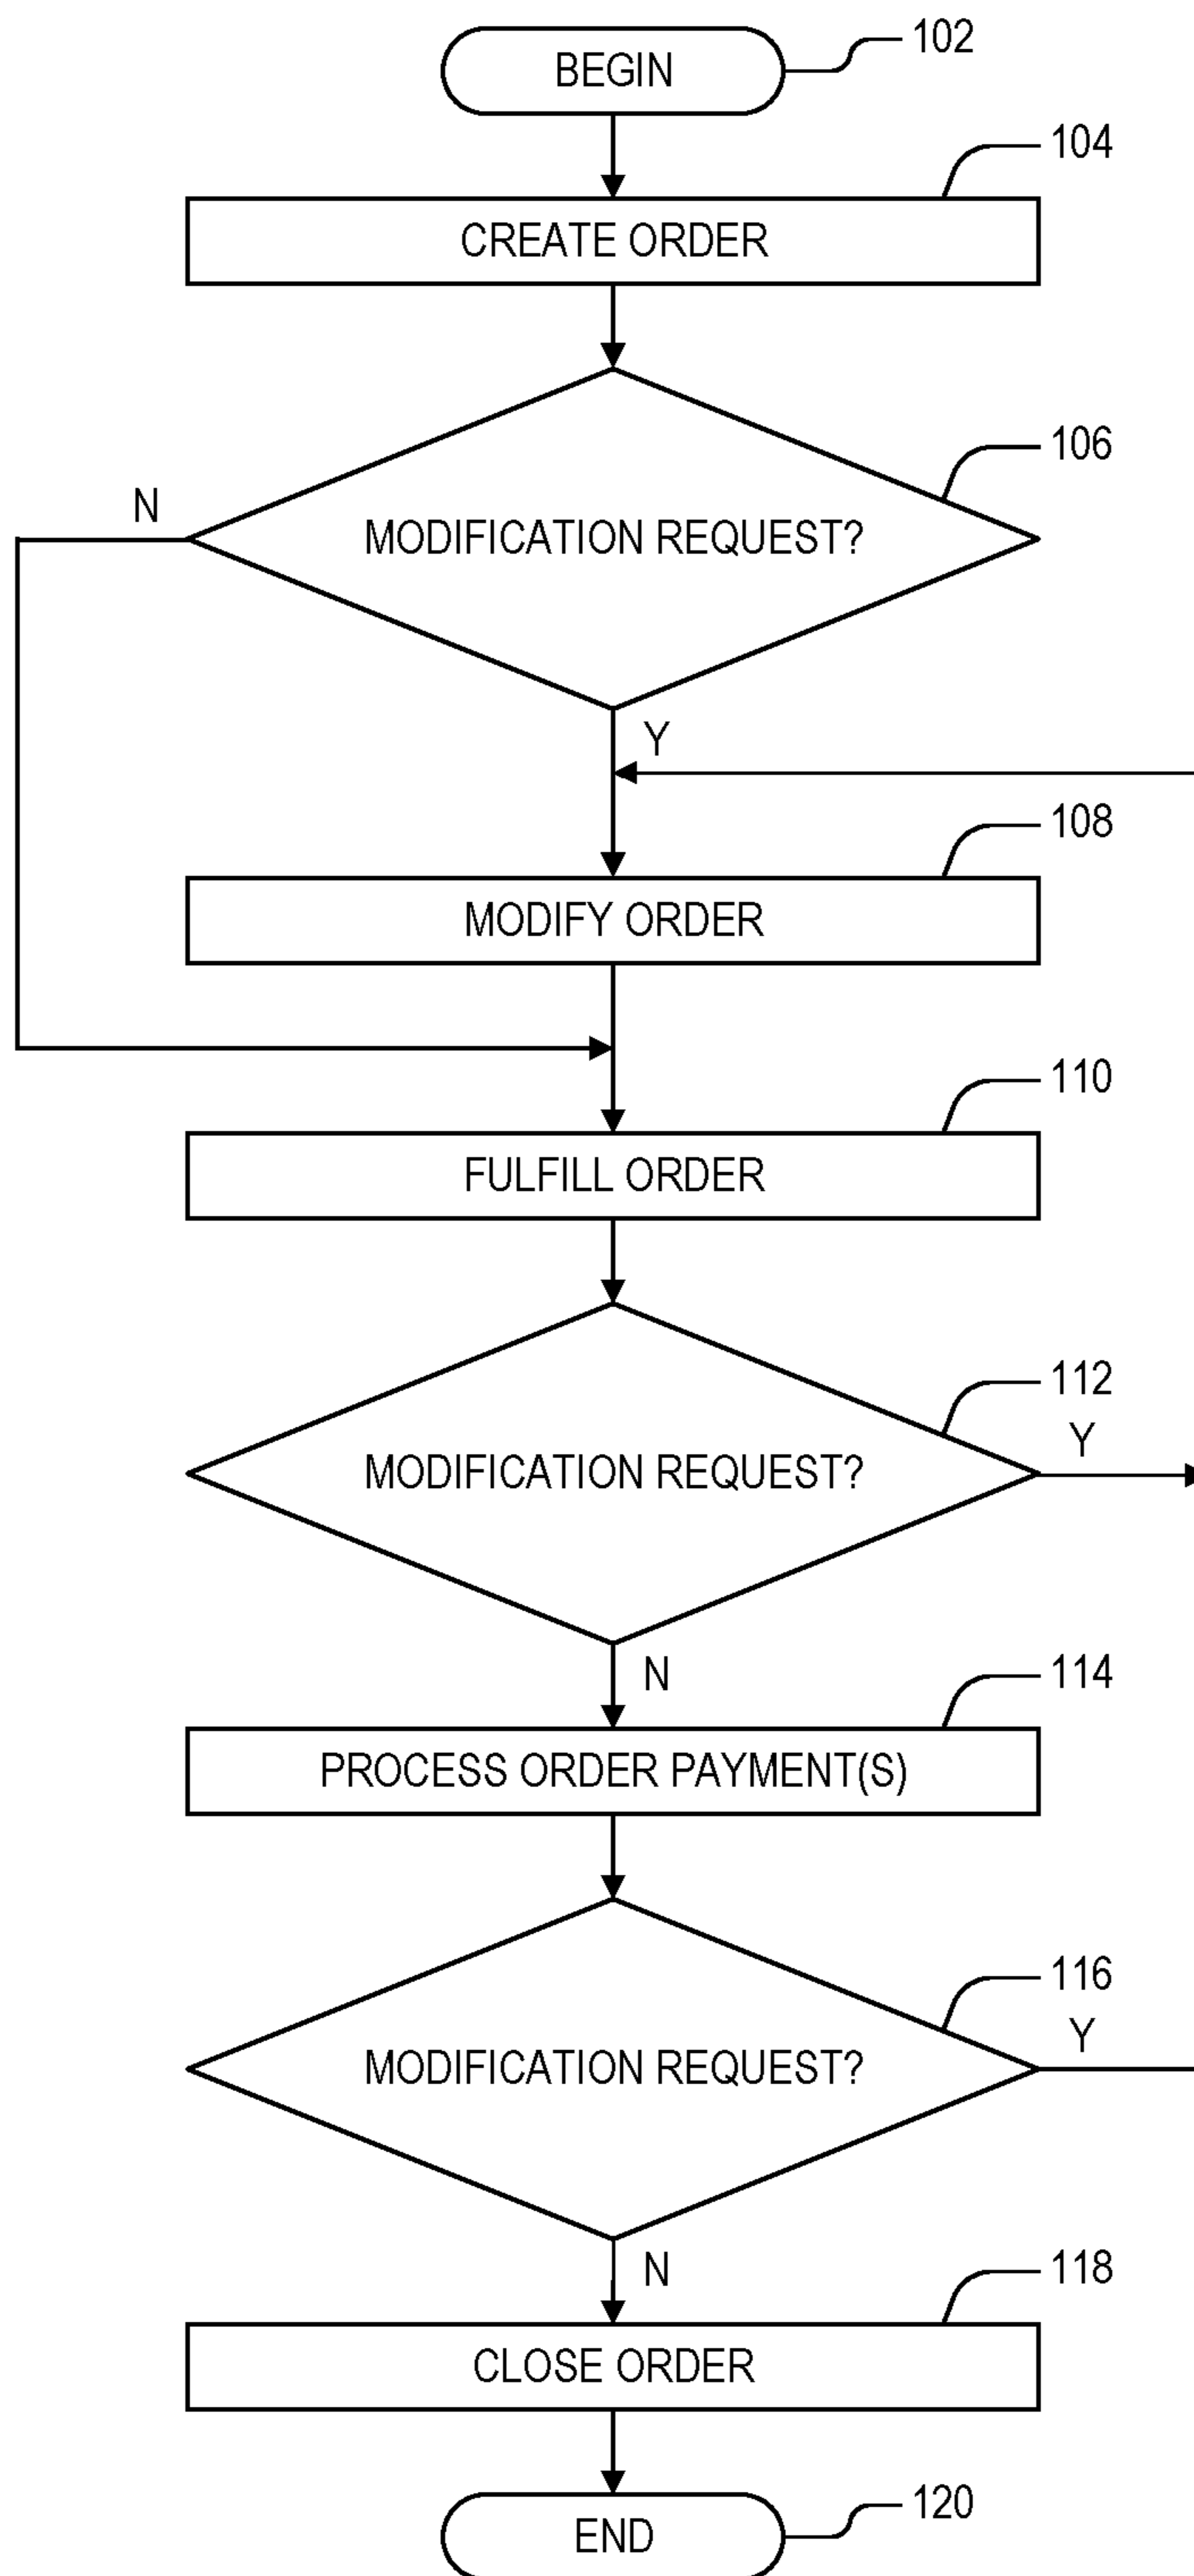 BEGIN
102
104
CREATE ORDER
106
N
MODIFICATION REQUEST?
Y
108
MODIFY ORDER
110
FULFILL ORDER
112
Y
MODIFICATION REQUEST?
N
114
PROCESS ORDER PAYMENT(S)
116
Y
MODIFICATION REQUEST?
N
118
CLOSE ORDER
120
END